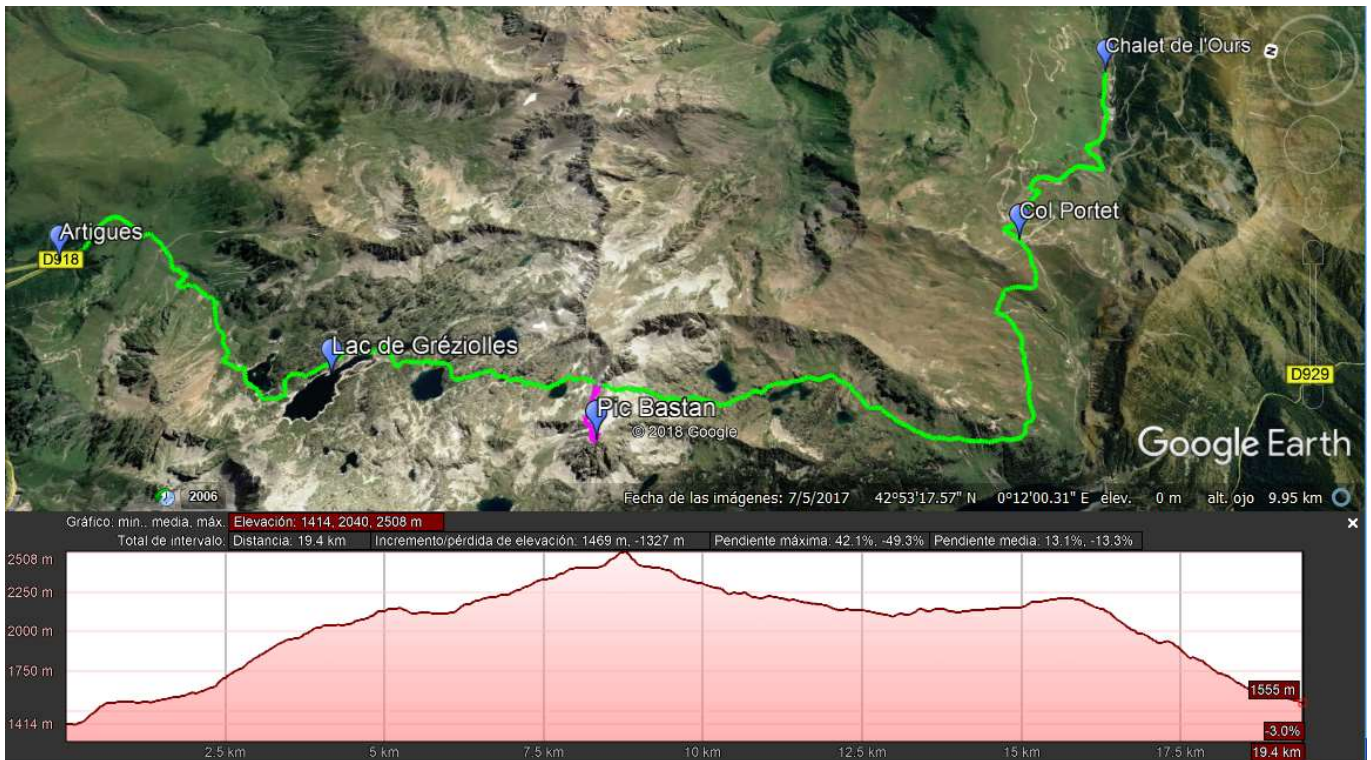 Chalet de l'Ours
N
Col Portet
Artigues
D918
Lac de Gréziolles
D929
Pic Bastan
© 2018 Google
Google Earth
2006
Fecha de las imágenes: 7/5/2017 42°53'17.57" N 0°12'00.31" E elev. 0 m alt. ojo 9.95 km
Gráfico: min., media, máx. Elevación: 1414, 2040, 2508 m
Total de intervalo: Distancia: 19.4 km Incremento/pérdida de elevación: 1469 m, -1327 m Pendiente máxima: 42.1%, -49.3% Pendiente media: 13.1%, -13.3%
2508 m
2250 m
2000 m
1750 m
1555 m
1414 m
-3.0%
2.5 km 5 km 7.5 km 10 km 12.5 km 15 km 17.5 km 19.4 km